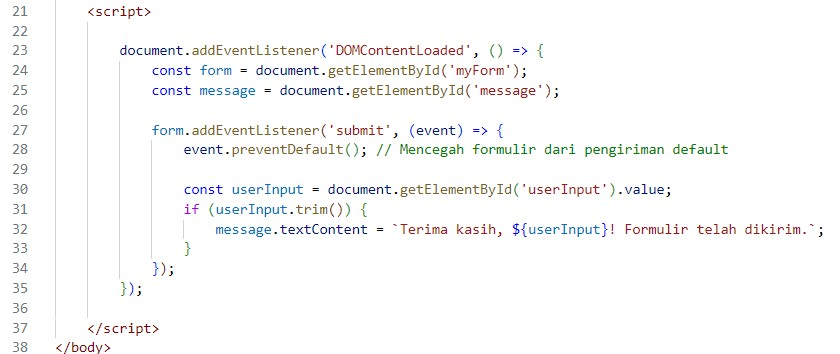 21 <script>
22
23 document.addEventListener('DOMContentLoaded', () => {
24 const form = document.getElementById('myForm');
25 const message = document.getElementById('message');
26
27 form.addEventListener('submit', (event) => {
28 event.preventDefault(); // Mencegah formulir dari pengiriman default
29
30 const userInput = document.getElementById('userInput').value;
31 if (userInput.trim()) {
32 message.textContent = `Terima kasih, ${userInput}! Formulir telah dikirim.`;
33 }
34 });
35 });
36
37 </script>
38 </body>